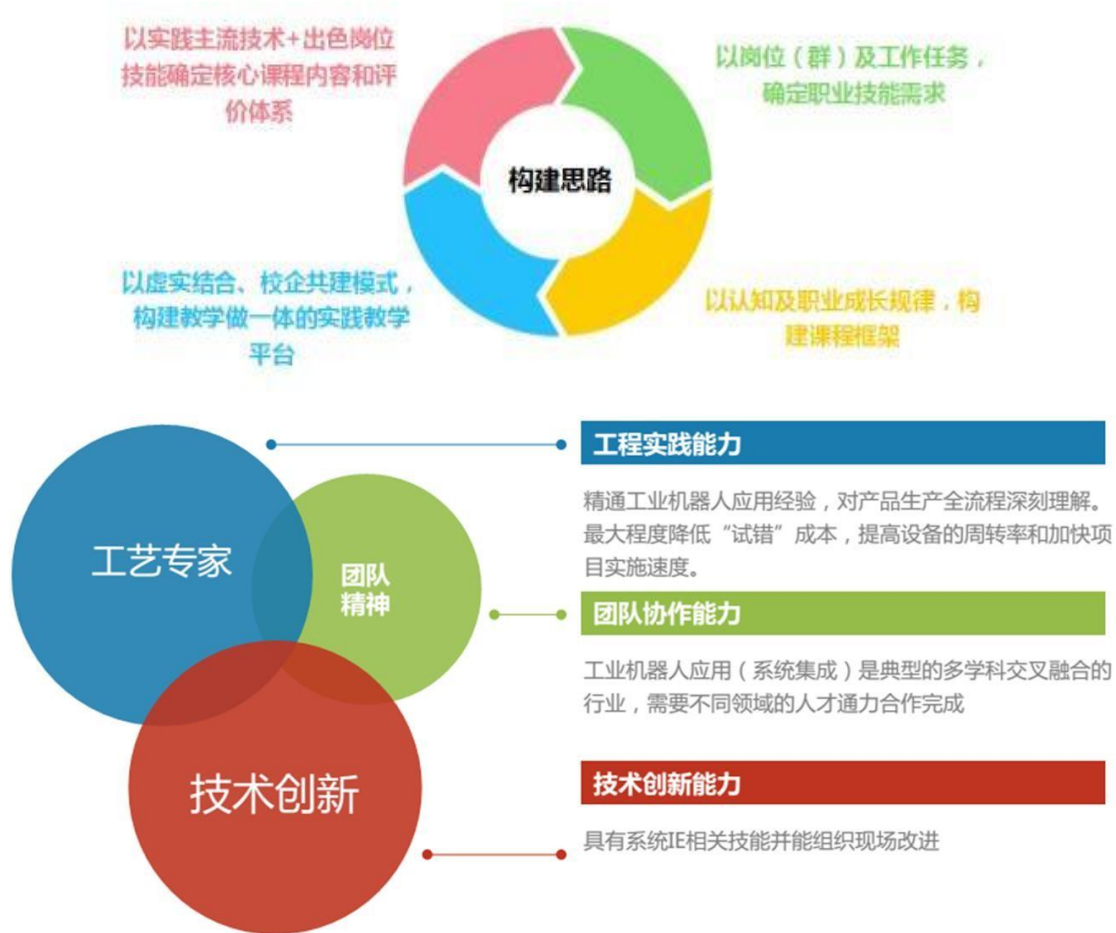 以实践主流技术+出色岗位
技能确定核心课程内容和评
价体系
以岗位（群）及工作任务，
确定职业技能需求
构建思路
以虚实结合、校企共建模式，
构建教学做一体的实践教学
平台
以认知及职业成长规律，构
建课程框架
工艺专家
团队
精神
技术创新
工程实践能力
精通工业机器人应用经验，对产品生产全流程深刻理解。
最大程度降低“试错”成本，提高设备的周转率和加快项
目实施速度。
团队协作能力
工业机器人应用（系统集成）是典型的多学科交叉融合的
行业，需要不同领域的人才通力合作完成
技术创新能力
具有系统IE相关技能并能组织现场改进